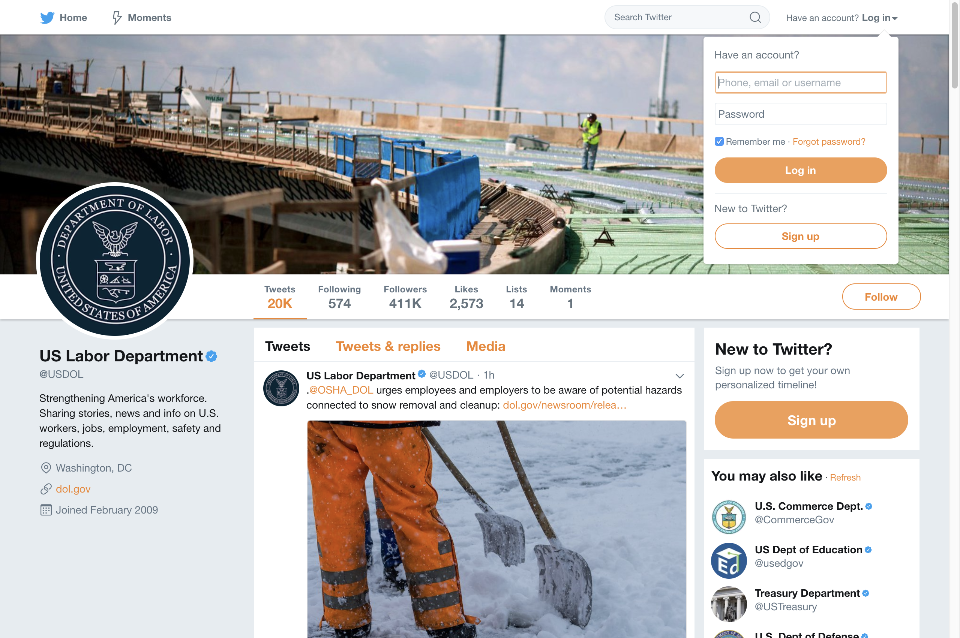 Home
Moments
Search Twitter
Have an account? Log in
Have an account?
Phone, email or username
Password
Remember me · Forgot password?
Log in
New to Twitter?
Sign up
DEPARTMENT OF LABOR
UNITED STATES OF AMERICA
Tweets
20K
Following
574
Followers
411K
Likes
2,573
Lists
14
Moments
1
Follow
US Labor Department
@USDOL
Strengthening America's workforce.
Sharing stories, news and info on U.S.
workers, jobs, employment, safety and
regulations.
Washington, DC
dol.gov
Joined February 2009
Tweets
Tweets & replies
Media
US Labor Department @USDOL · 1h
.@OSHA_DOL urges employees and employers to be aware of potential hazards
connected to snow removal and cleanup: dol.gov/newsroom/relea…
New to Twitter?
Sign up now to get your own
personalized timeline!
Sign up
You may also like · Refresh
U.S. Commerce Dept.
@CommerceGov
Ed
US Dept of Education
@usedgov
Treasury Department
@USTreasury
U.S. Dept of Defense